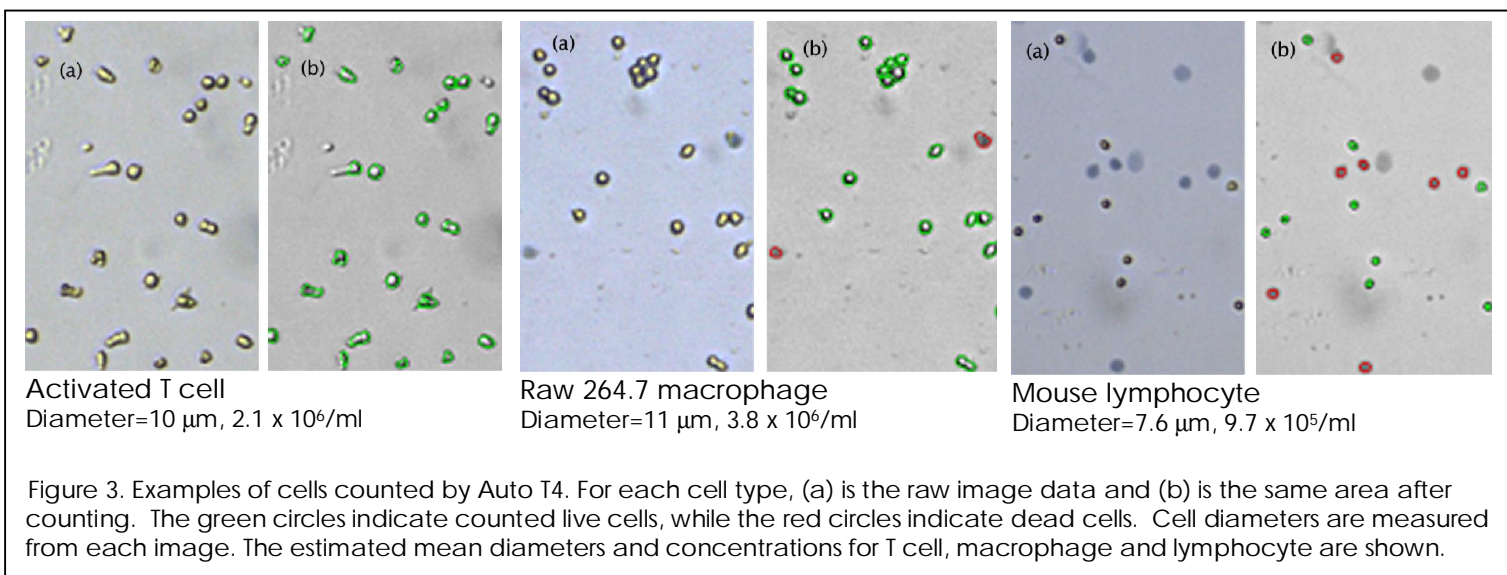 (a) (b) (a) (b) (a) (b)
Activated T cell
Diameter=10 μm, 2.1 x 10⁶/ml
Raw 264.7 macrophage
Diameter=11 μm, 3.8 x 10⁶/ml
Mouse lymphocyte
Diameter=7.6 μm, 9.7 x 10⁵/ml
Figure 3. Examples of cells counted by Auto T4. For each cell type, (a) is the raw image data and (b) is the same area after
counting. The green circles indicate counted live cells, while the red circles indicate dead cells. Cell diameters are measured
from each image. The estimated mean diameters and concentrations for T cell, macrophage and lymphocyte are shown.